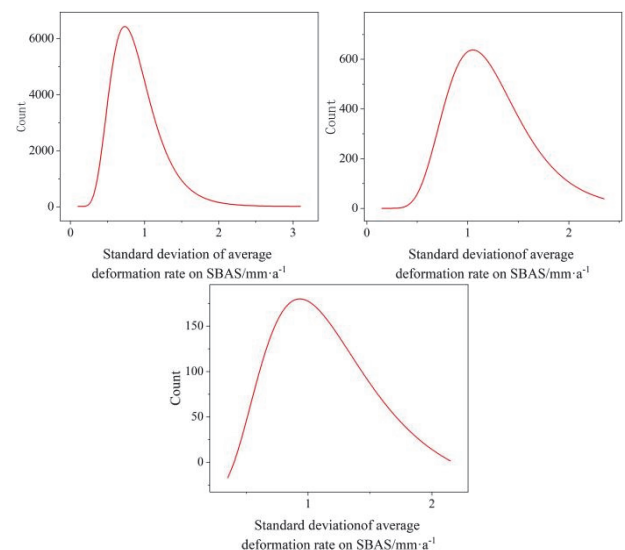 6000
4000
2000
0
Count
0 1 2 3
Standard deviation of average
deformation rate on SBAS/mm·a⁻¹
600
400
200
0
Count
0 1 2
Standard deviationof average
deformation rate on SBAS/mm·a⁻¹
150
100
50
0
Count
1 2
Standard deviationof average
deformation rate on SBAS/mm·a⁻¹